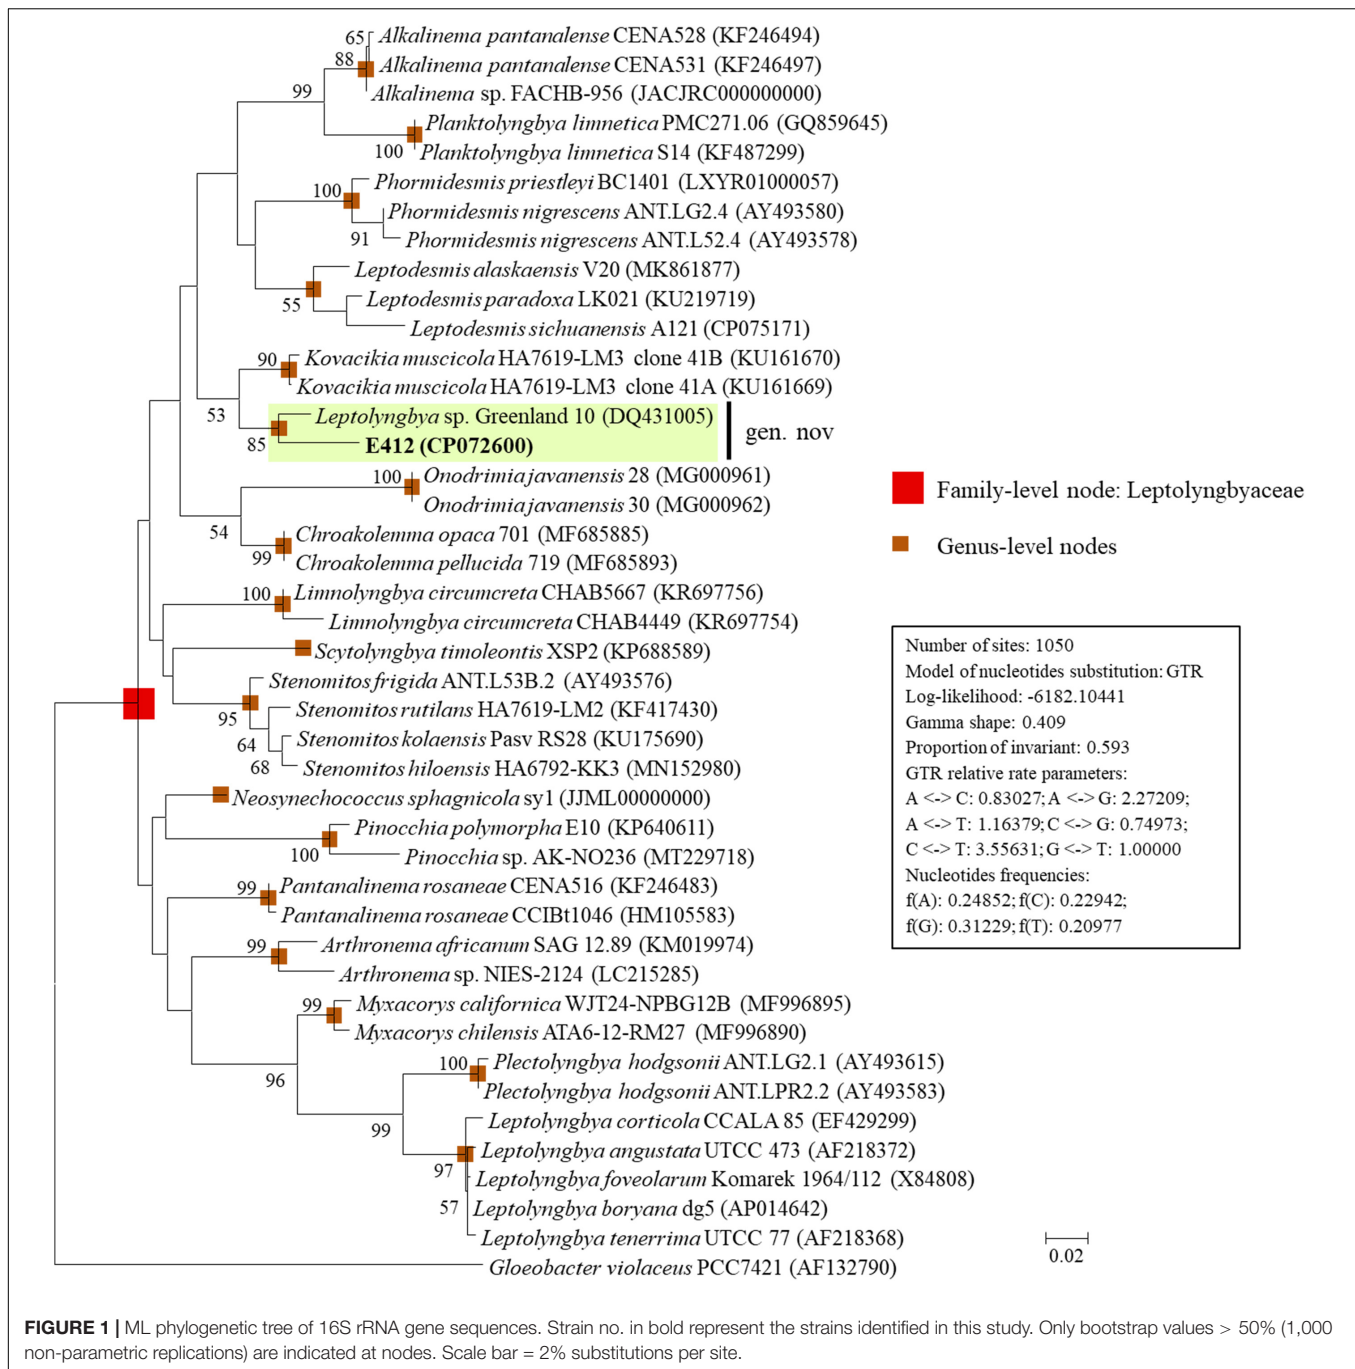 65 Alkalinema pantanalense CENA528 (KF246494)
88 Alkalinema pantanalense CENA531 (KF246497)
99 Alkalinema sp. FACHB-956 (JACJRC000000000)
Planktolyngbya limnetica PMC271.06 (GQ859645)
100 Planktolyngbya limnetica S14 (KF487299)
100 Phormidesmis priestleyi BC1401 (LXYR01000057)
Phormidesmis nigrescens ANT.LG2.4 (AY493580)
91 Phormidesmis nigrescens ANT.L52.4 (AY493578)
Leptodesmis alaskaensis V20 (MK861877)
55 Leptodesmis paradoxa LK021 (KU219719)
Leptodesmis sichuanensis A121 (CP075171)
90 Kovacikia muscicola HA7619-LM3 clone 41B (KU161670)
Kovacikia muscicola HA7619-LM3 clone 41A (KU161669)
53 Leptolyngbya sp. Greenland 10 (DQ431005)
85 E412 (CP072600)
gen. nov
100 Onodrimia javanensis 28 (MG000961)
Onodrimia javanensis 30 (MG000962)
54 Chroakolemma opaca 701 (MF685885)
99 Chroakolemma pellucida 719 (MF685893)
100 Limnolyngbya circumcreta CHAB5667 (KR697756)
Limnolyngbya circumcreta CHAB4449 (KR697754)
Scytolyngbya timoleontis XSP2 (KP688589)
Stenomitos frigida ANT.L53B.2 (AY493576)
95 Stenomitos rutilans HA7619-LM2 (KF417430)
64 Stenomitos kolaensis Pasv RS28 (KU175690)
68 Stenomitos hiloensis HA6792-KK3 (MN152980)
Neosynechococcus sphagnicola sy1 (JJML00000000)
Pinocchia polymorpha E10 (KP640611)
100 Pinocchia sp. AK-NO236 (MT229718)
99 Pantanalinema rosaneae CENA516 (KF246483)
Pantanalinema rosaneae CCIBt1046 (HM105583)
99 Arthronema africanum SAG 12.89 (KM019974)
Arthronema sp. NIES-2124 (LC215285)
99 Myxacorys californica WJT24-NPBG12B (MF996895)
Myxacorys chilensis ATA6-12-RM27 (MF996890)
100 Plectolyngbya hodgsonii ANT.LG2.1 (AY493615)
96
Plectolyngbya hodgsonii ANT.LPR2.2 (AY493583)
99 Leptolyngbya corticola CCALA 85 (EF429299)
Leptolyngbya angustata UTCC 473 (AF218372)
97 Leptolyngbya foveolarum Komarek 1964/112 (X84808)
57 Leptolyngbya boryana dg5 (AP014642)
Leptolyngbya tenerrima UTCC 77 (AF218368)
Gloeobacter violaceus PCC7421 (AF132790)
Family-level node: Leptolyngbyaceae
Genus-level nodes
Number of sites: 1050
Model of nucleotides substitution: GTR
Log-likelihood: -6182.10441
Gamma shape: 0.409
Proportion of invariant: 0.593
GTR relative rate parameters:
A <-> C: 0.83027; A <-> G: 2.27209;
A <-> T: 1.16379; C <-> G: 0.74973;
C <-> T: 3.55631; G <-> T: 1.00000
Nucleotides frequencies:
f(A): 0.24852; f(C): 0.22942;
f(G): 0.31229; f(T): 0.20977
0.02
FIGURE 1 | ML phylogenetic tree of 16S rRNA gene sequences. Strain no. in bold represent the strains identified in this study. Only bootstrap values > 50% (1,000
non-parametric replications) are indicated at nodes. Scale bar = 2% substitutions per site.